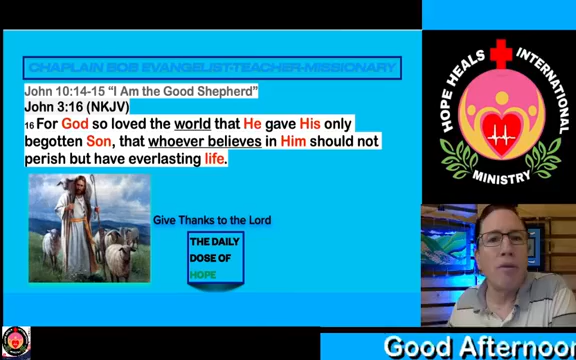 CHAPLAIN BOB EVANGELIST-TEACHER-MISSIONARY
John 10:14-15 “I Am the Good Shepherd”
John 3:16 (NKJV)
16 For God so loved the world that He gave His only
begotten Son, that whoever believes in Him should not
perish but have everlasting life.
Give Thanks to the Lord
THE DAILY
DOSE OF
HOPE
HOPE HEALS INTERNATIONAL
MINISTRY
Good Afternoon